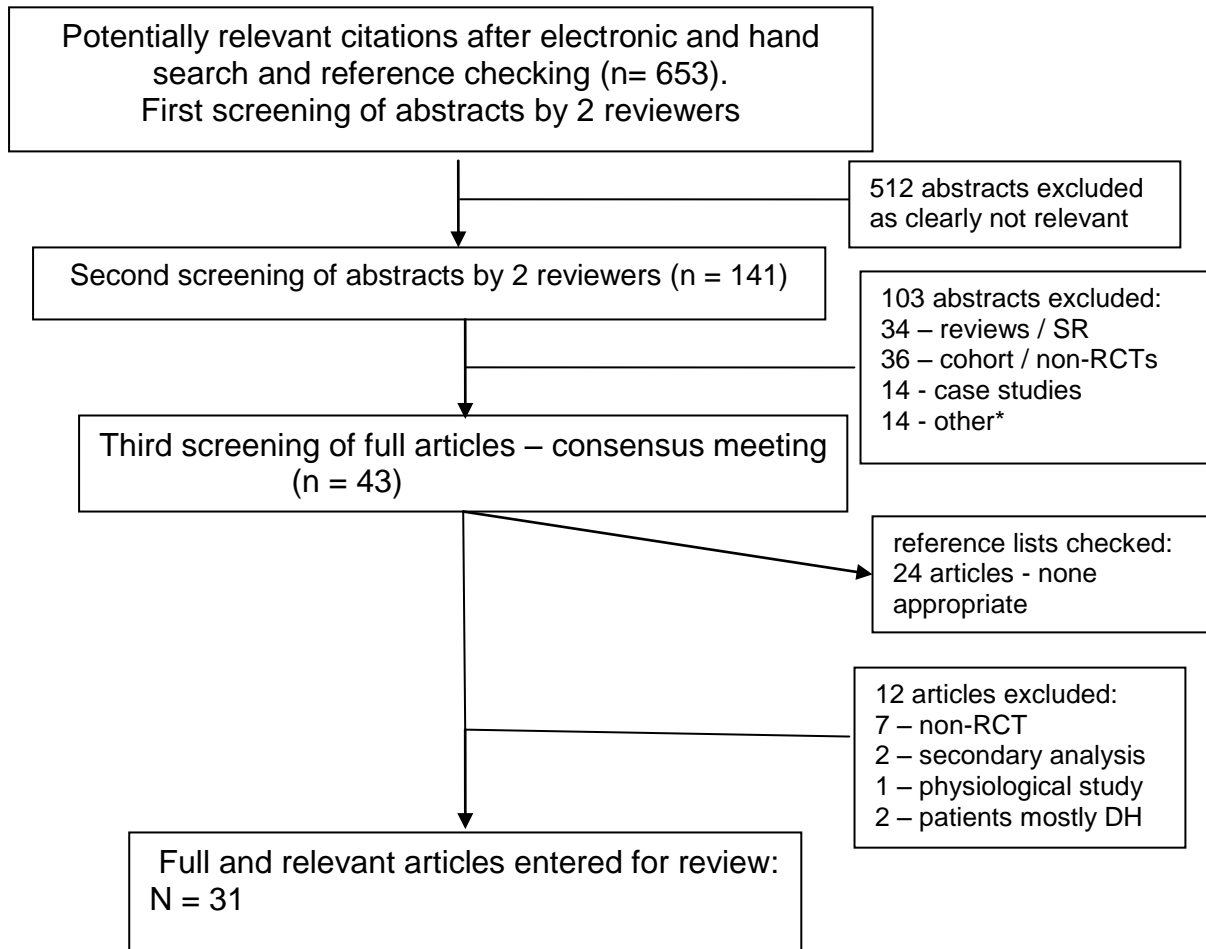 Potentially relevant citations after electronic and hand
search and reference checking (n= 653).
First screening of abstracts by 2 reviewers
512 abstracts excluded
as clearly not relevant
Second screening of abstracts by 2 reviewers (n = 141)
103 abstracts excluded:
34 – reviews / SR
36 – cohort / non-RCTs
14 - case studies
14 - other*
Third screening of full articles – consensus meeting
(n = 43)
reference lists checked:
24 articles - none
appropriate
12 articles excluded:
7 – non-RCT
2 – secondary analysis
1 – physiological study
2 – patients mostly DH
Full and relevant articles entered for review:
N = 31